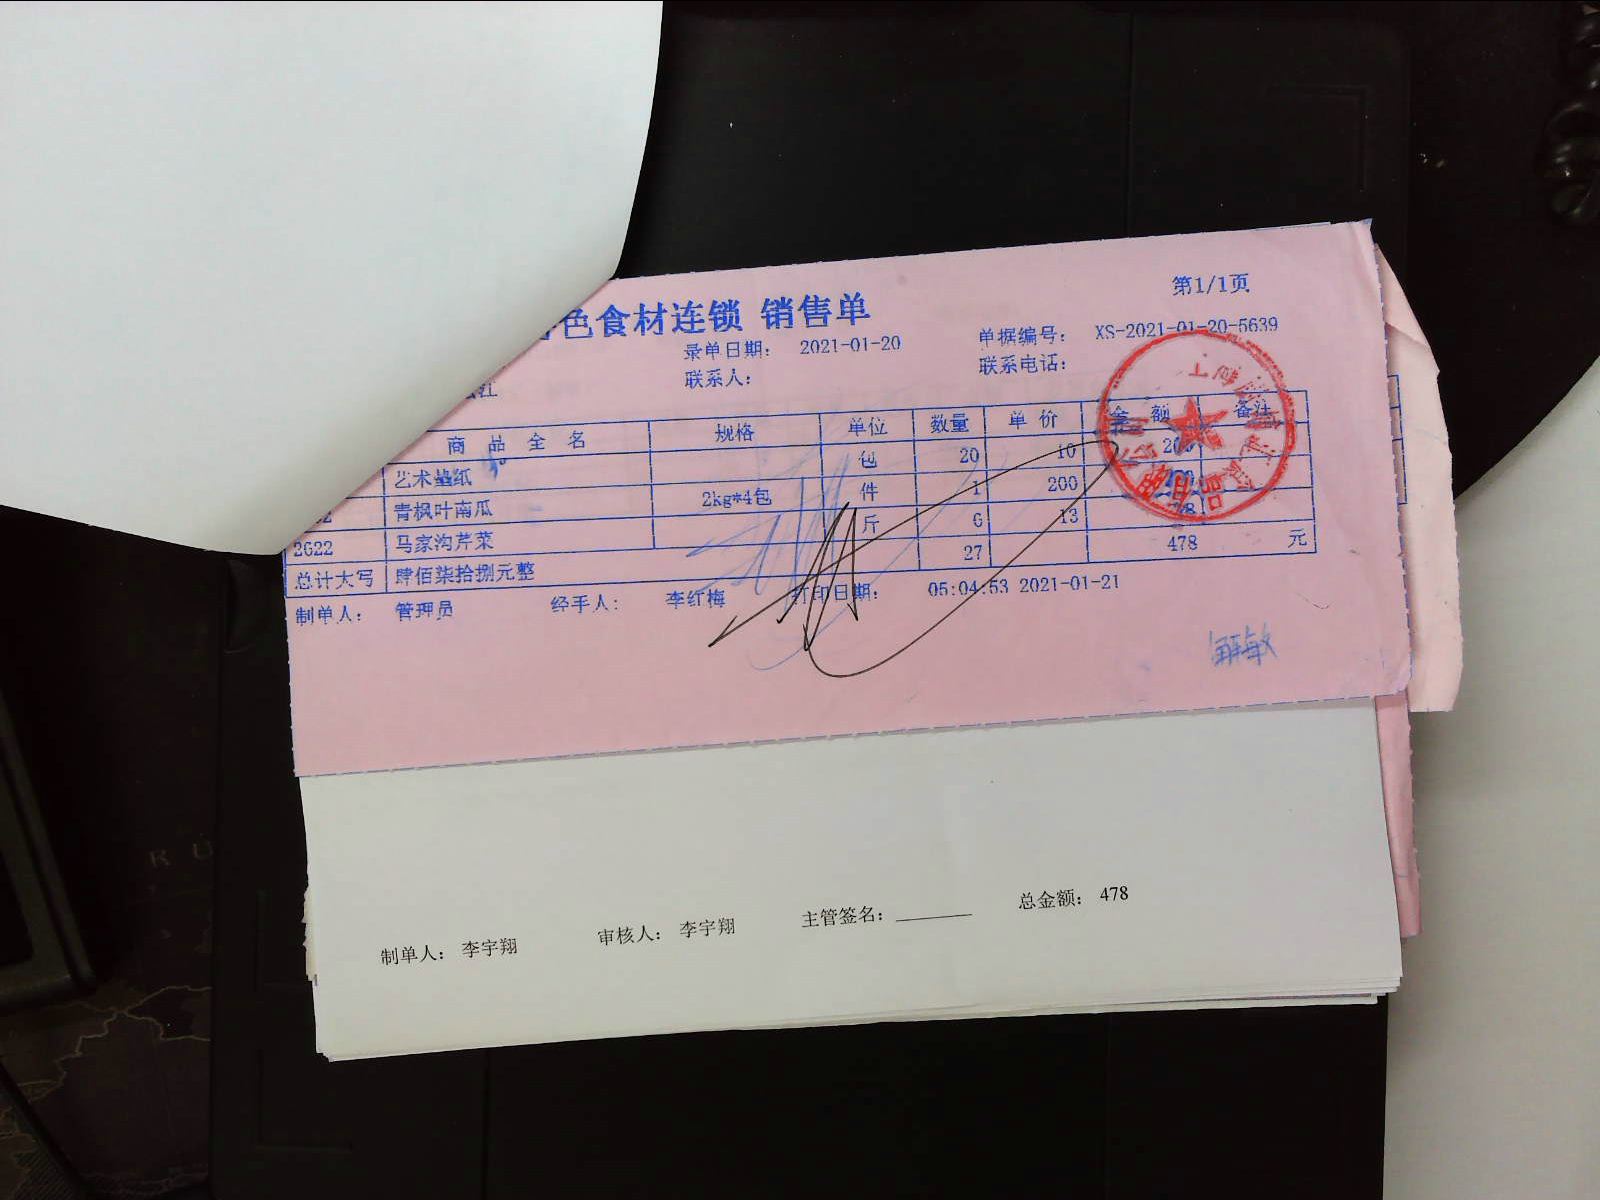 色食材连锁 销售单
第1/1页
录单日期: 2021-01-20
单据编号: XS-2021-01-20-5639
联系人:
联系电话:
江
商 品 全 名 规格 单位 数量 单 价 金 额 备注
艺术垫纸 包 20 10
青枫叶南瓜 2kg*4包 件 1 200
2622 马家沟芹菜 斤 6 13
总计大写 肆佰柒拾捌元整 27 478 元
制单人: 管理员 经手人: 李红梅 打印日期: 05:04:53 2021-01-21
制单人: 李宇翔 审核人: 李宇翔 主管签名: 总金额: 478